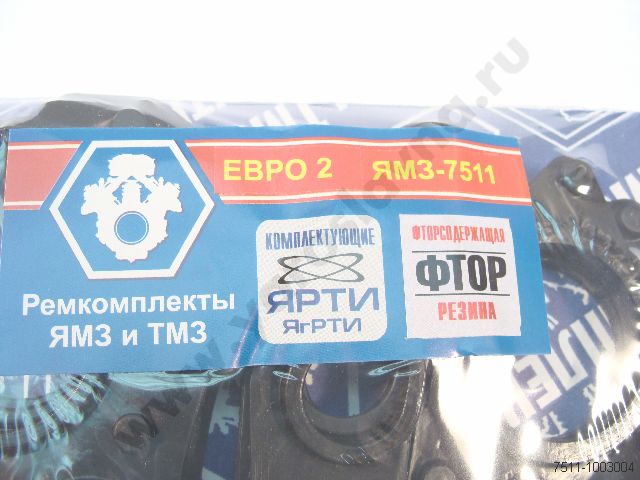 ЕВРО 2 ЯМЗ-7511
КОМПЛЕКТУЮЩИЕ
ЯРТИ
ЯгРТИ
ФТОРСОДЕРЖАЩАЯ
ФТОР
РЕЗИНА
Ремкомплекты
ЯМЗ и ТМЗ
7511-1003004